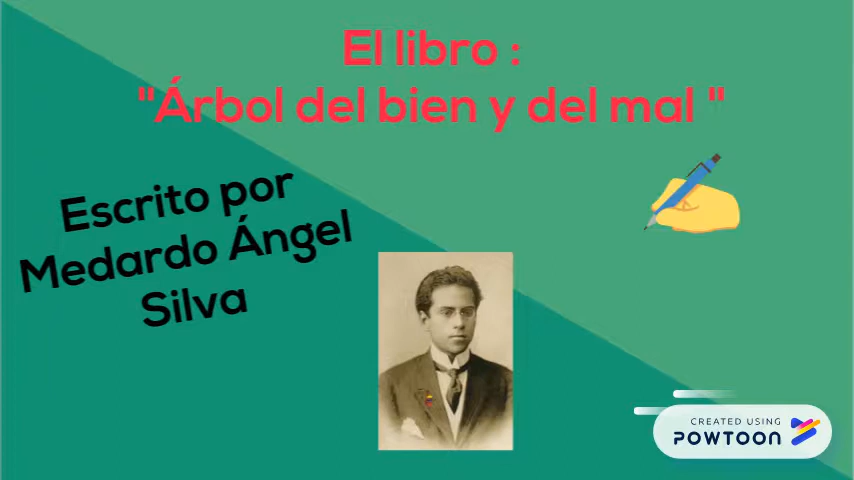 El libro :
"Árbol del bien y del mal "
Escrito por
Medardo Ángel
Silva
CREATED USING
POWTOON